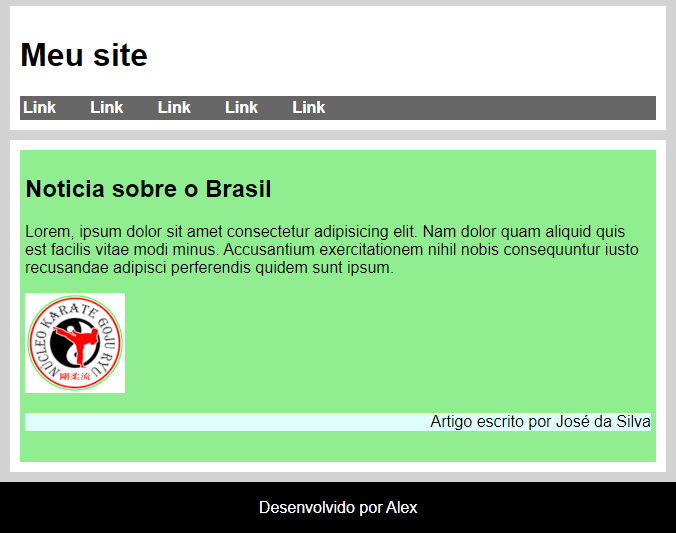 Meu site
Link Link Link Link Link
Noticia sobre o Brasil
Lorem, ipsum dolor sit amet consectetur adipisicing elit. Nam dolor quam aliquid quis
est facilis vitae modi minus. Accusantium exercitationem nihil nobis consequuntur iusto
recusandae adipisci perferendis quidem sunt ipsum.
NUCLEO KARATE GOJU RYU
剛柔流
Artigo escrito por José da Silva
Desenvolvido por Alex